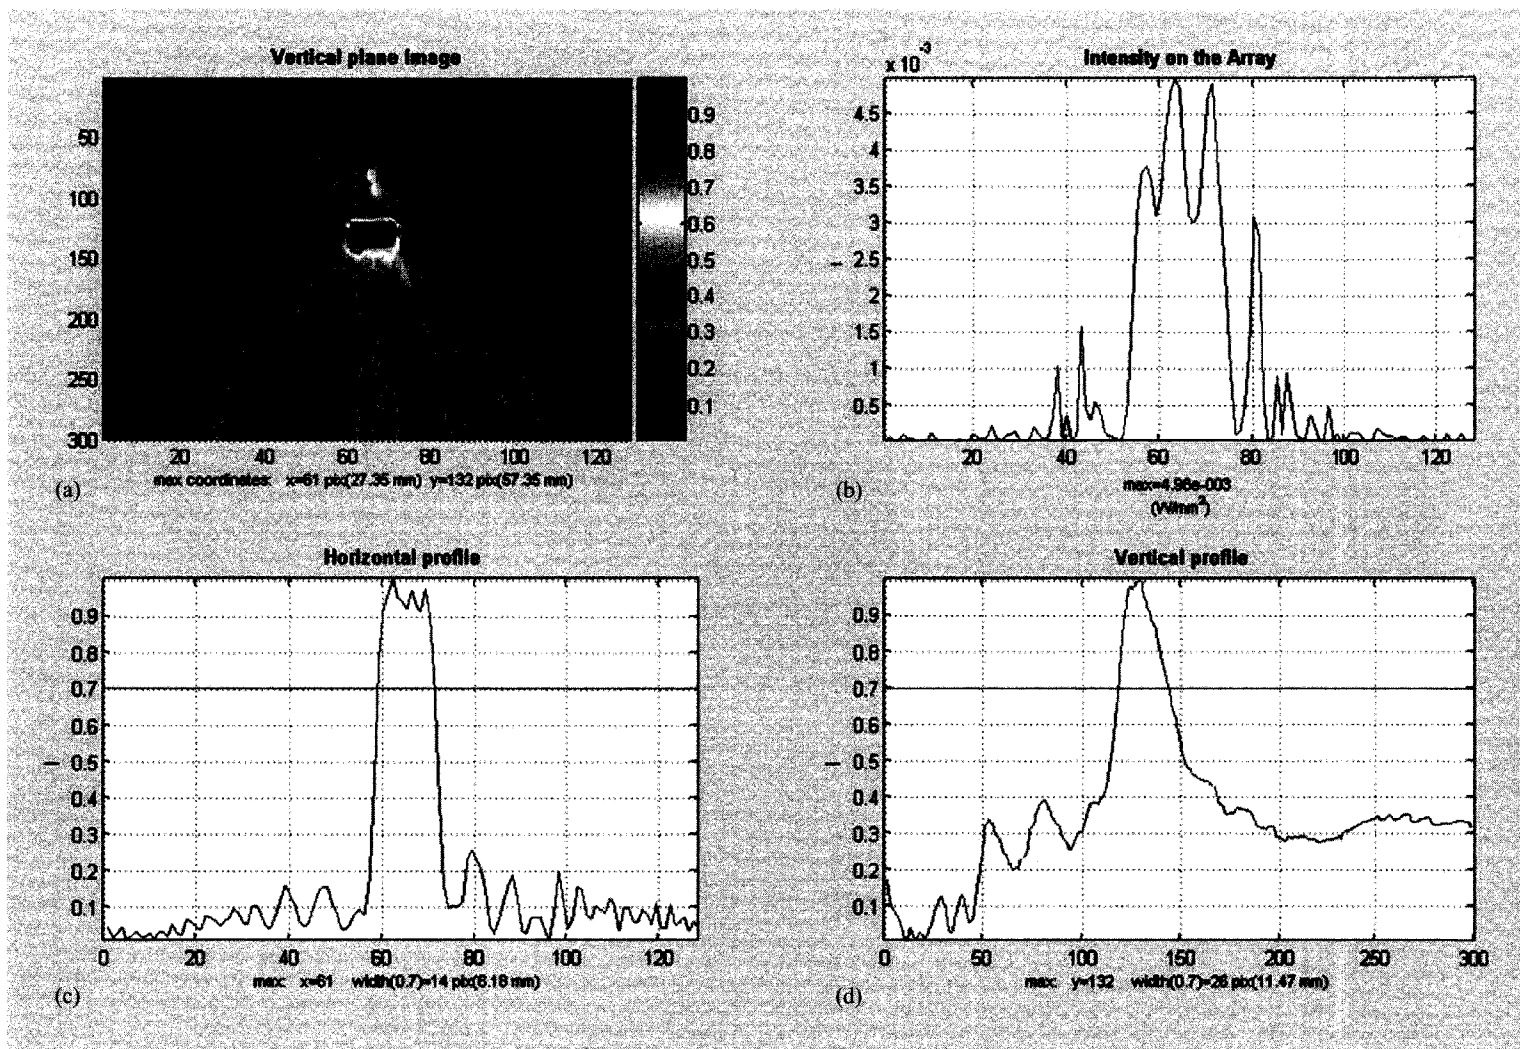 Vertical plane image
50
100
150
200
250
300
20 40 60 80 100 120
0.9
0.8
0.7
0.6
0.5
0.4
0.3
0.2
0.1
max coordinates: x=61 pix(27.35 mm) y=132 pix(57.35 mm)
(a)
x 10⁻³
Intensity on the Array
4.5
4
3.5
3
2.5
2
1.5
1
0.5
I
20 40 60 80 100 120
max=4.96e-003
(W/mm²)
(b)
Horizontal profile
0.9
0.8
0.7
0.6
0.5
0.4
0.3
0.2
0.1
I
0 20 40 60 80 100 120
max: x=61 width(0.7)=14 pix(6.18 mm)
(c)
Vertical profile
0.9
0.8
0.7
0.6
0.5
0.4
0.3
0.2
0.1
I
0 50 100 150 200 250 300
max: y=132 width(0.7)=26 pix(11.47 mm)
(d)